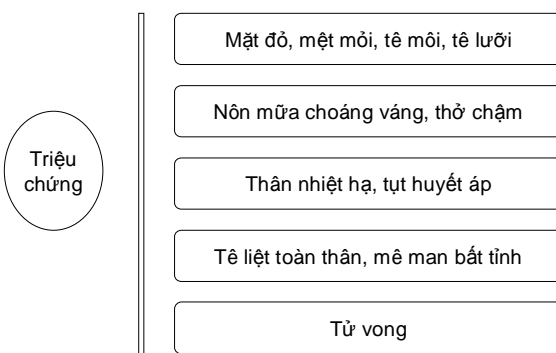 Triệu
chứng
Mặt đỏ, mệt mỏi, tê môi, tê lưỡi
Nôn mữa choáng váng, thở chậm
Thân nhiệt hạ, tụt huyết áp
Tê liệt toàn thân, mê man bất tỉnh
Tử vong